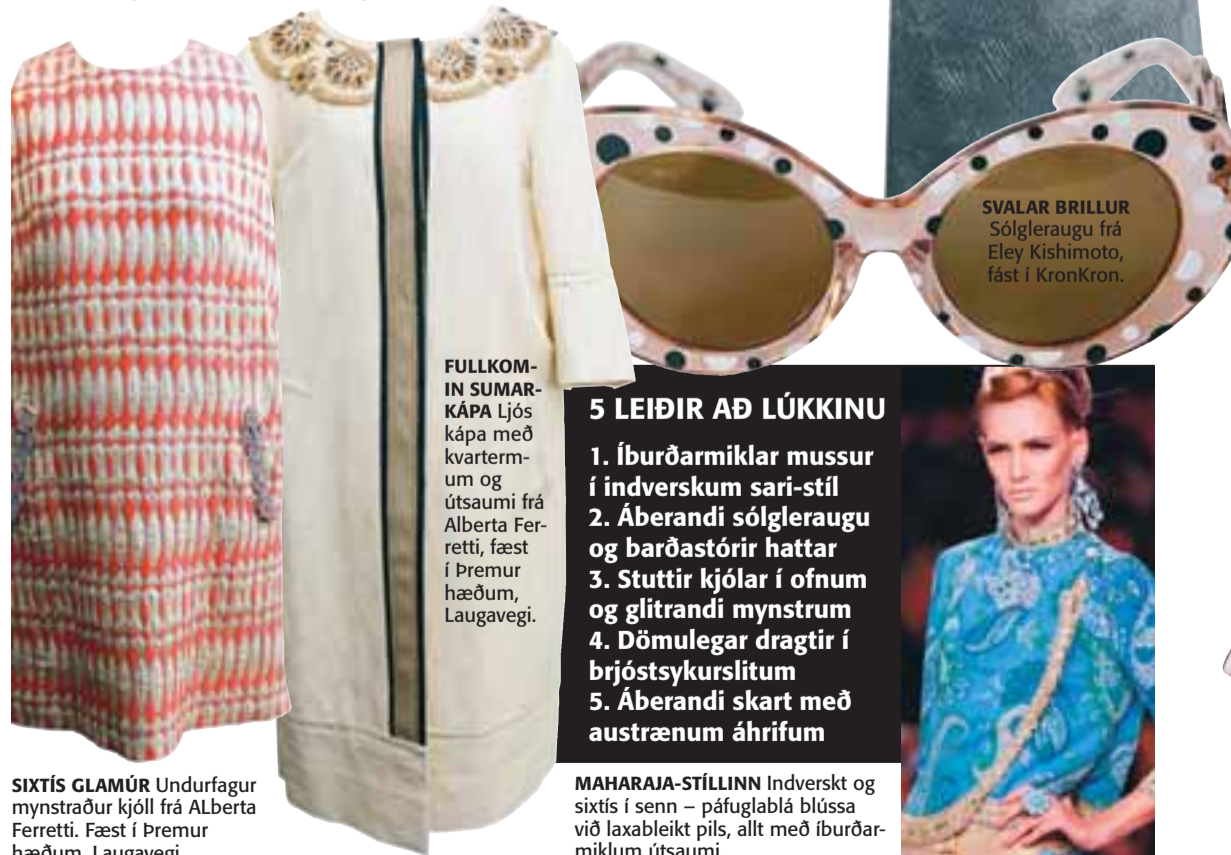 SVALAR BRILLUR
Sólgleraugu frá
Eley Kishimoto,
fást í KronKron.
FULLKOM-
IN SUMAR-
KÁPA Ljós
kápa með
kvarterm-
um og
útsaumi frá
Alberta Fer-
retti, fæst
í Þremur
hæðum,
Laugavegi.
5 LEIÐIR AÐ LÚKKINU
1. Íburðarmiklar mussur
í indverskum sari-stíl
2. Áberandi sólgleraugu
og barðastórir hattar
3. Stuttir kjólar í ofnum
og glitrandi mynstrum
4. Dömulegar dragtir í
brjóstsykurslitum
5. Áberandi skart með
austrænum áhrifum
SIXTÍS GLAMÚR Undurfagur
mynstraður kjóll frá ALberta
Ferretti. Fæst í Þremur
hæðum, Laugavegi
MAHARAJA-STÍLLINN Indverskt og
sixtís í senn – páfuglablá blússa
við laxableikt pils, allt með íburðar-
miklum útsaumi